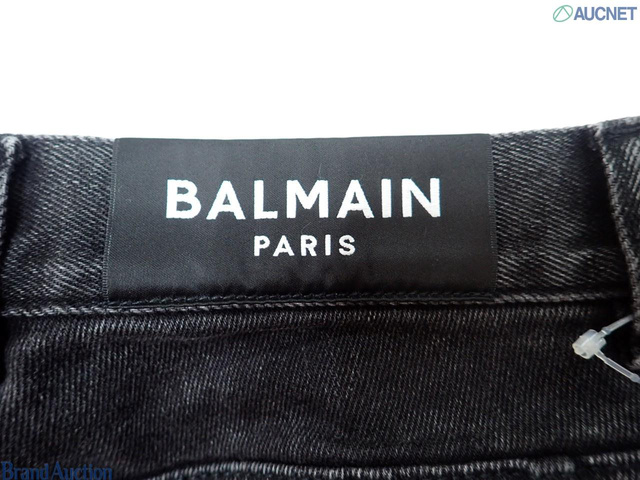 AUCNET
BALMAIN
PARIS
Brand Auction